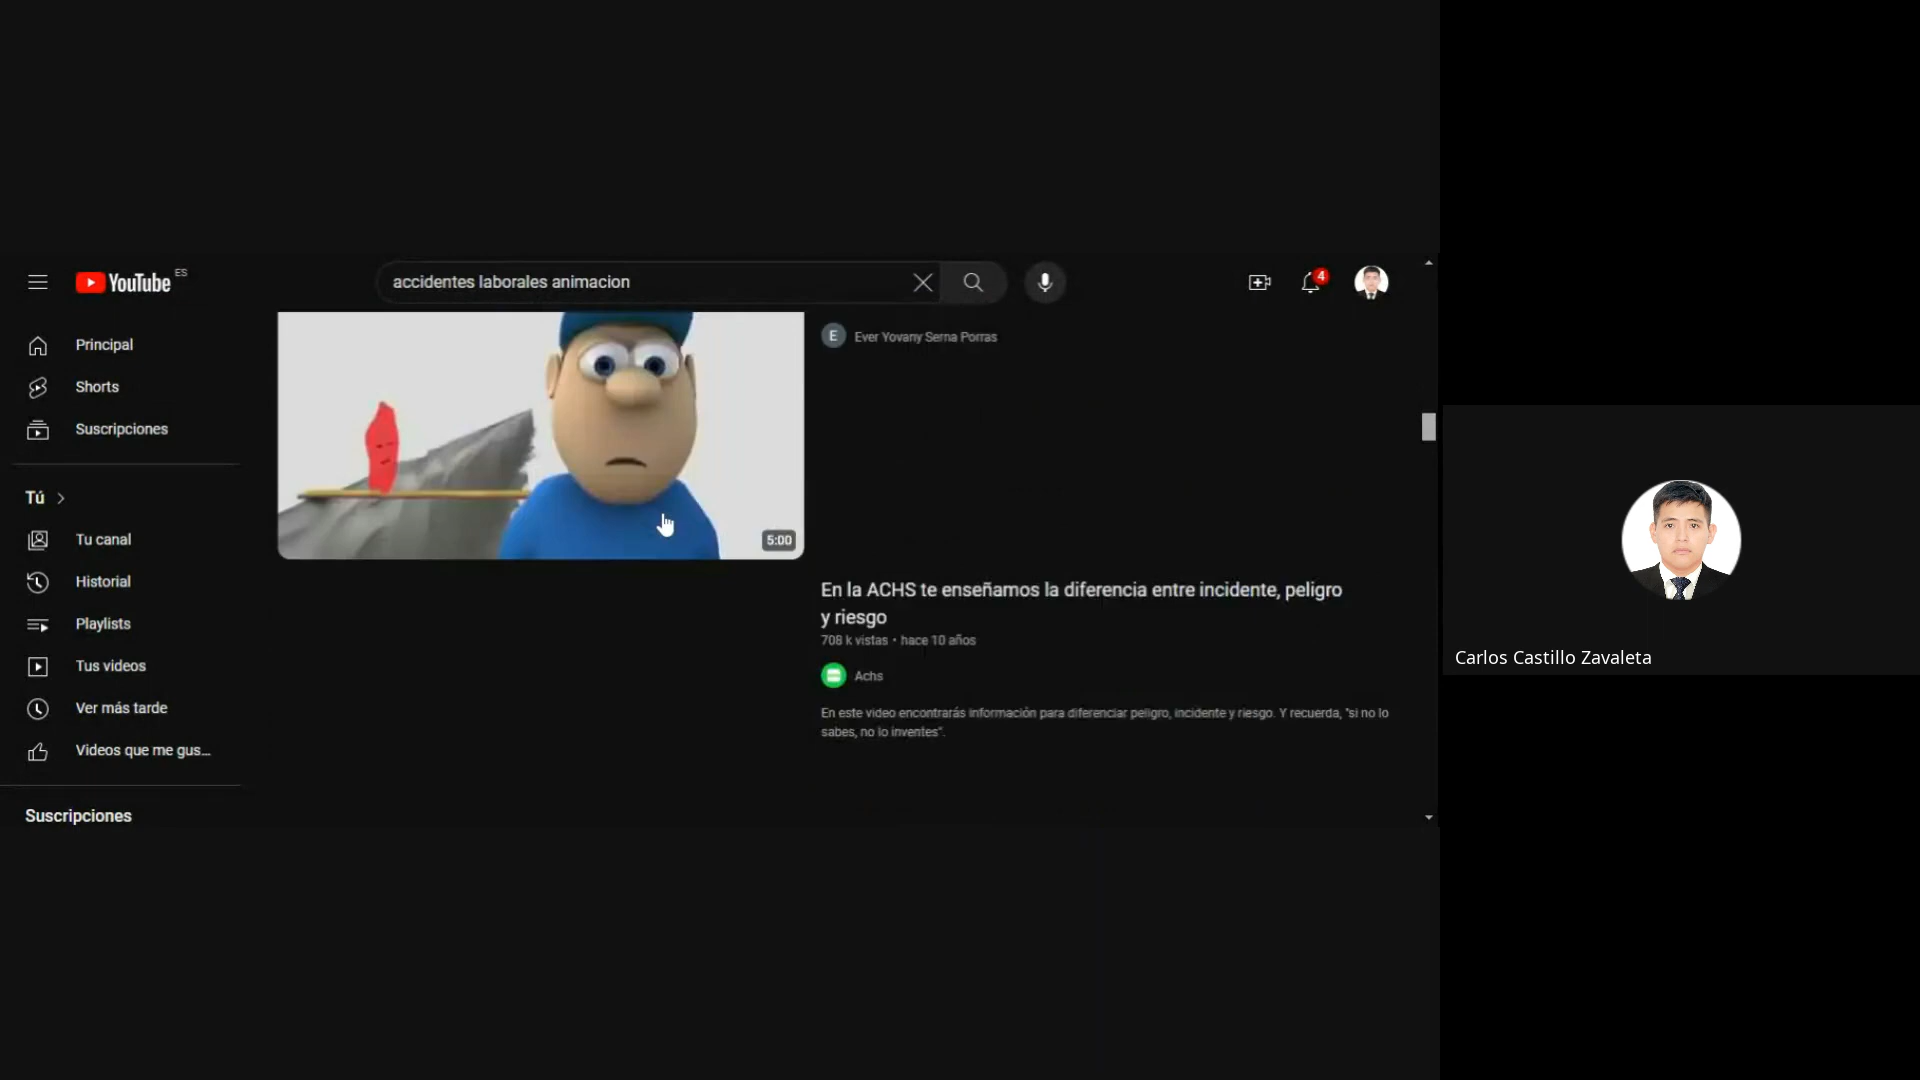 YouTube ES
accidentes laborales animacion
4
Principal
Shorts
Suscripciones
Tú
Tu canal
Historial
Playlists
Tus videos
Ver más tarde
Videos que me gus...
Suscripciones
5:00
E Ever Yovany Serna Porras
En la ACHS te enseñamos la diferencia entre incidente, peligro
y riesgo
708 k vistas • hace 10 años
Achs
En este video encontrarás información para diferenciar peligro, incidente y riesgo. Y recuerda, "si no lo
sabes, no lo inventes".
Carlos Castillo Zavaleta